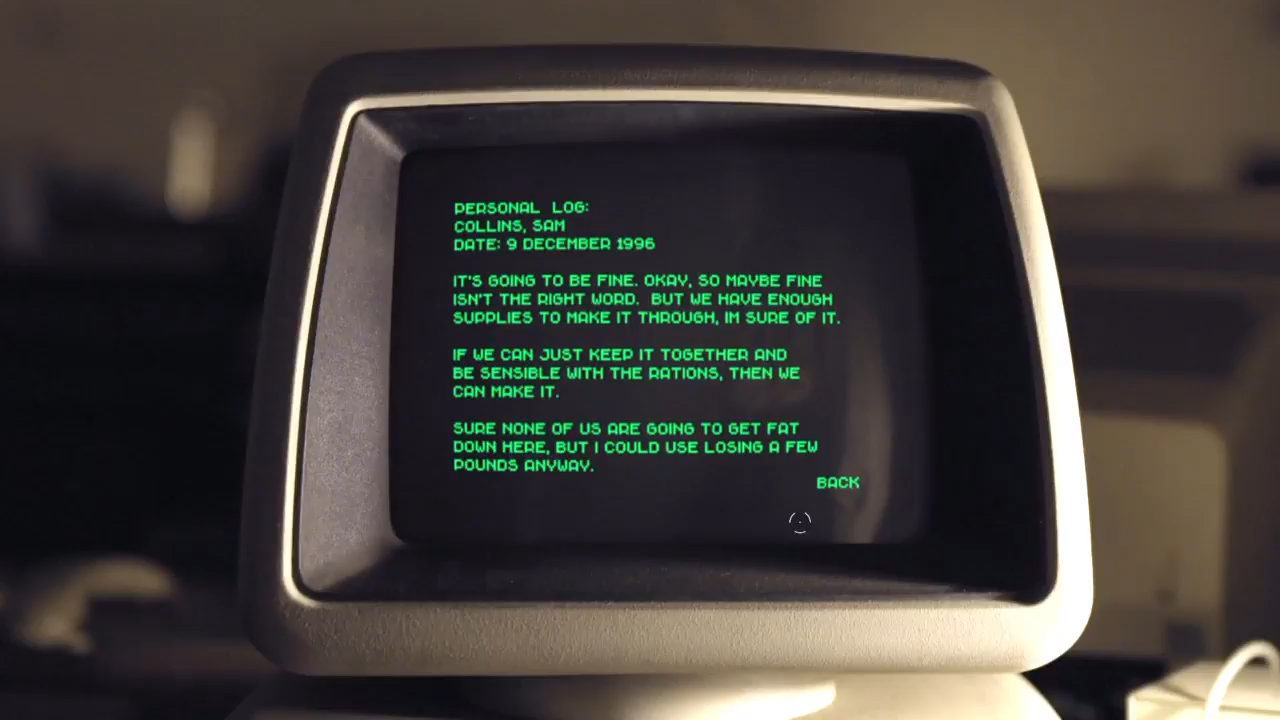 PERSONAL LOG:
COLLINS, SAM
DATE: 9 DECEMBER 1996
IT'S GOING TO BE FINE. OKAY, SO MAYBE FINE
ISN'T THE RIGHT WORD. BUT WE HAVE ENOUGH
SUPPLIES TO MAKE IT THROUGH, IM SURE OF IT.
IF WE CAN JUST KEEP IT TOGETHER AND
BE SENSIBLE WITH THE RATIONS, THEN WE
CAN MAKE IT.
SURE NONE OF US ARE GOING TO GET FAT
DOWN HERE, BUT I COULD USE LOSING A FEW
POUNDS ANYWAY.
BACK